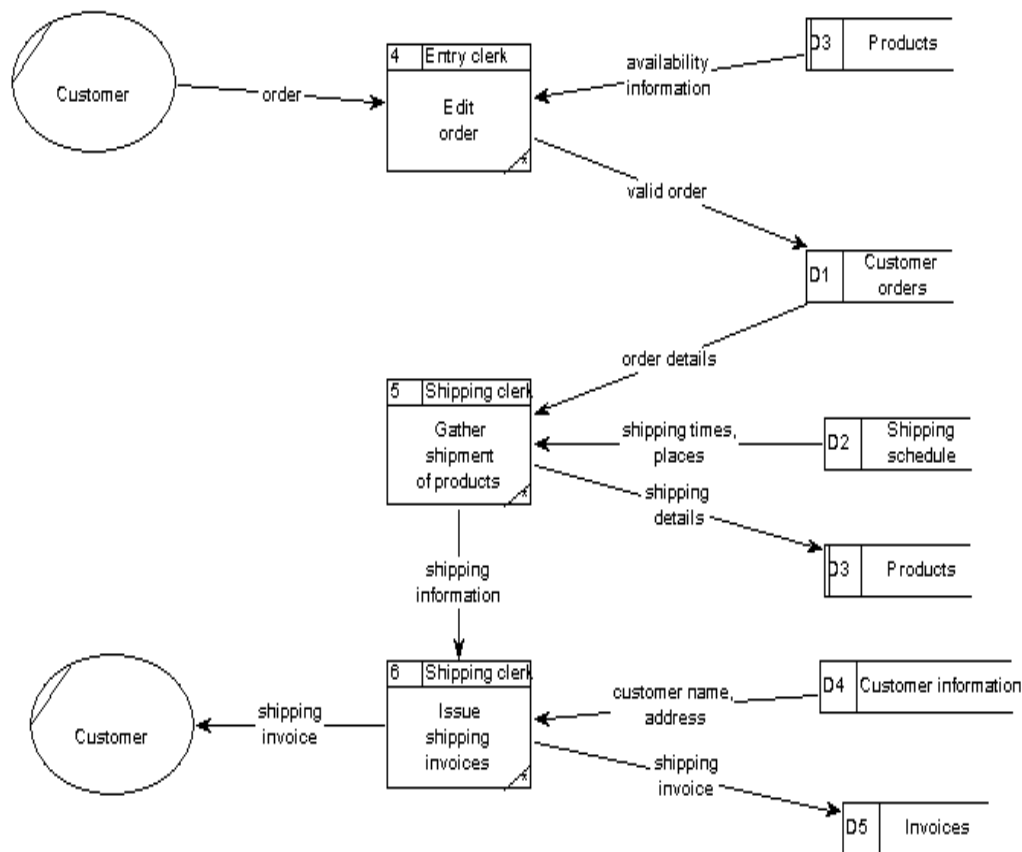 4 Entry clerk
D3 Products
availability
information
Customer
order
Edit
order
*
valid order
D1 Customer
orders
order details
5 Shipping clerk
Gather
shipment
of products
*
shipping times,
places
D2 Shipping
schedule
shipping
details
D3 Products
shipping
information
6 Shipping clerk
customer name,
address
D4 Customer information
Customer
shipping
invoice
Issue
shipping
invoices
*
shipping
invoice
D5 Invoices